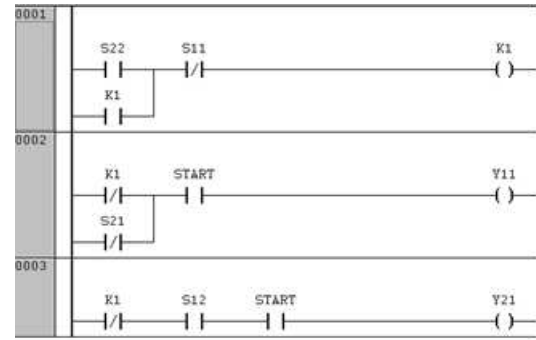 0001
S22 S11 K1
K1
0002
K1 START Y11
S21
0003
K1 S12 START Y21